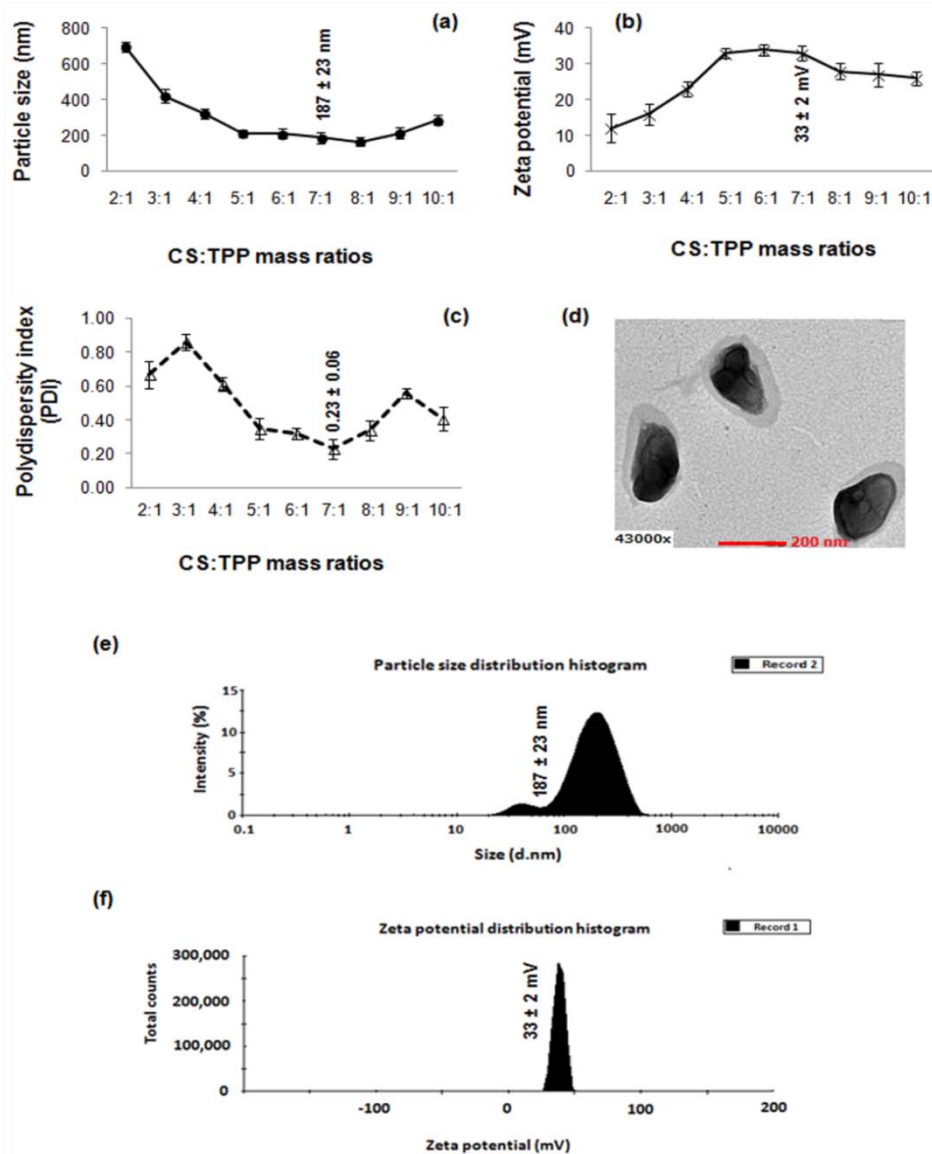 (a)
Particle size (nm)
800
600
400
200
0
187 ± 23 nm
2:1 3:1 4:1 5:1 6:1 7:1 8:1 9:1 10:1
CS:TPP mass ratios
(b)
Zeta potential (mV)
40
30
20
10
0
33 ± 2 mV
2:1 3:1 4:1 5:1 6:1 7:1 8:1 9:1 10:1
CS:TPP mass ratios
(c)
Polydispersity index
(PDI)
1.00
0.80
0.60
0.40
0.20
0.00
0.23 ± 0.06
2:1 3:1 4:1 5:1 6:1 7:1 8:1 9:1 10:1
CS:TPP mass ratios
(d)
43000x
200 nm
(e)
Particle size distribution histogram
Record 2
Intensity (%)
15
10
5
0
187 ± 23 nm
0.1 1 10 100 1000 10000
Size (d.nm)
(f)
Zeta potential distribution histogram
Record 1
Total counts
300,000
200,000
100,000
0
33 ± 2 mV
-100 0 100 200
Zeta potential (mV)